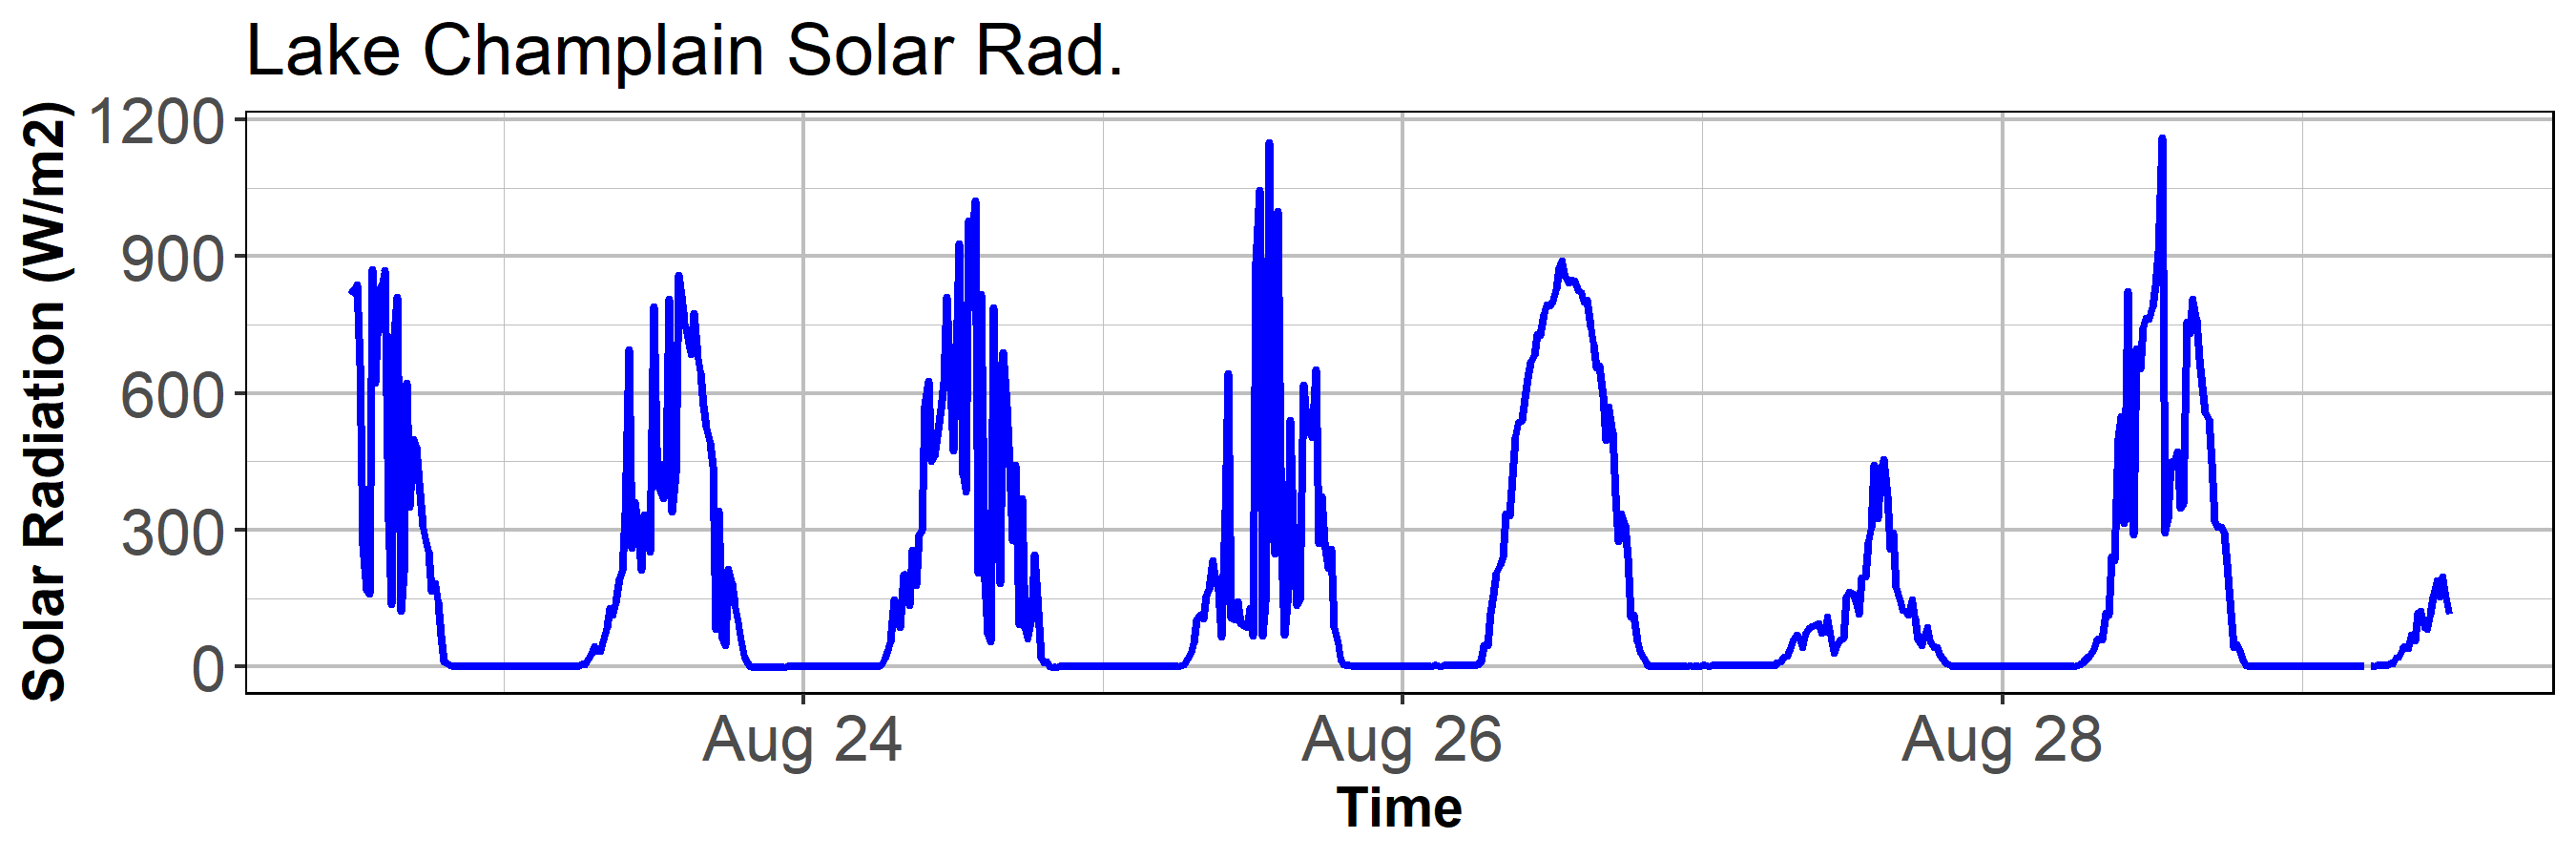 Lake Champlain Solar Rad.
Solar Radiation (W/m2)
1200
900
600
300
0
Aug 24
Aug 26
Aug 28
Time